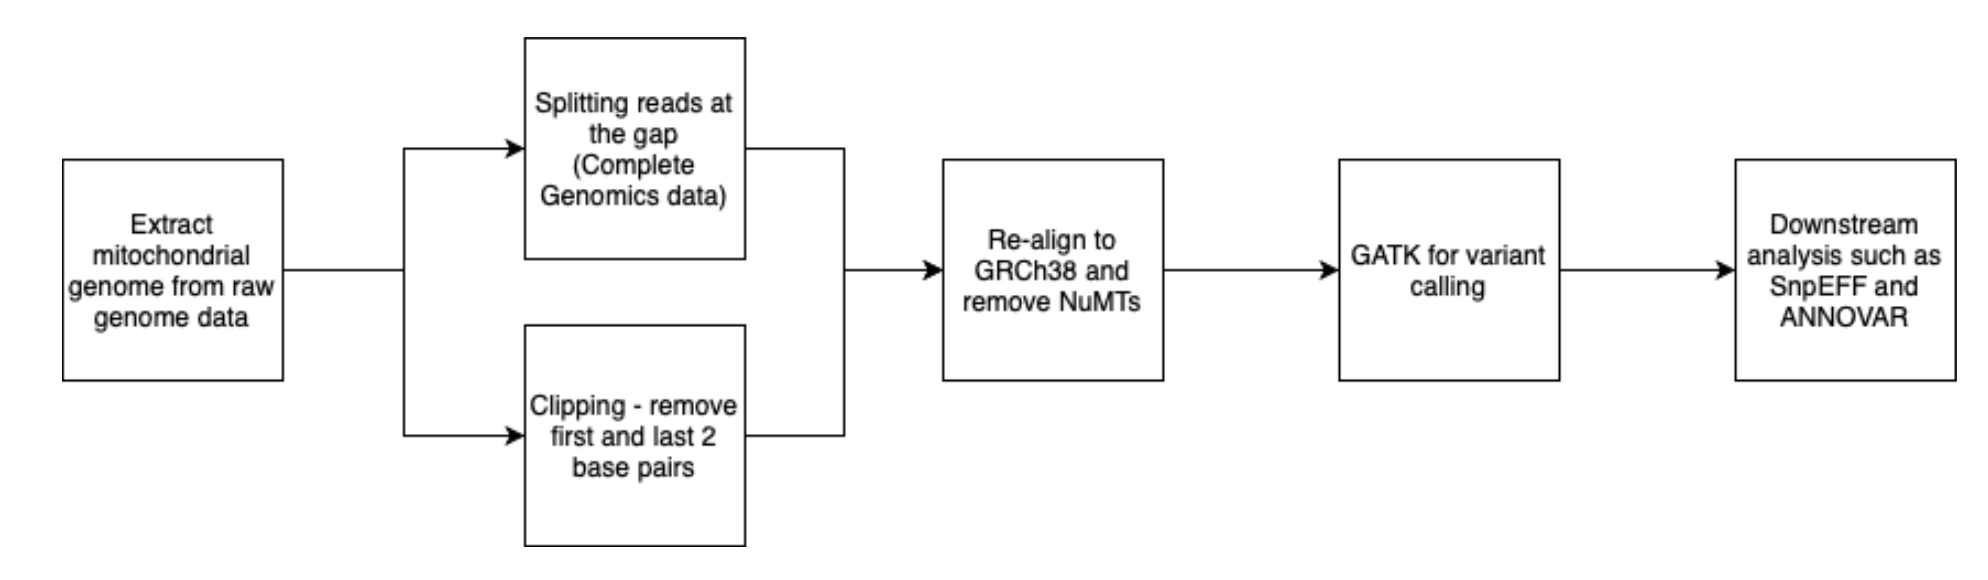 Extract
mitochondrial
genome from raw
genome data
Splitting reads at
the gap
(Complete
Genomics data)
Clipping - remove
first and last 2
base pairs
Re-align to
GRCh38 and
remove NuMTs
GATK for variant
calling
Downstream
analysis such as
SnpEFF and
ANNOVAR